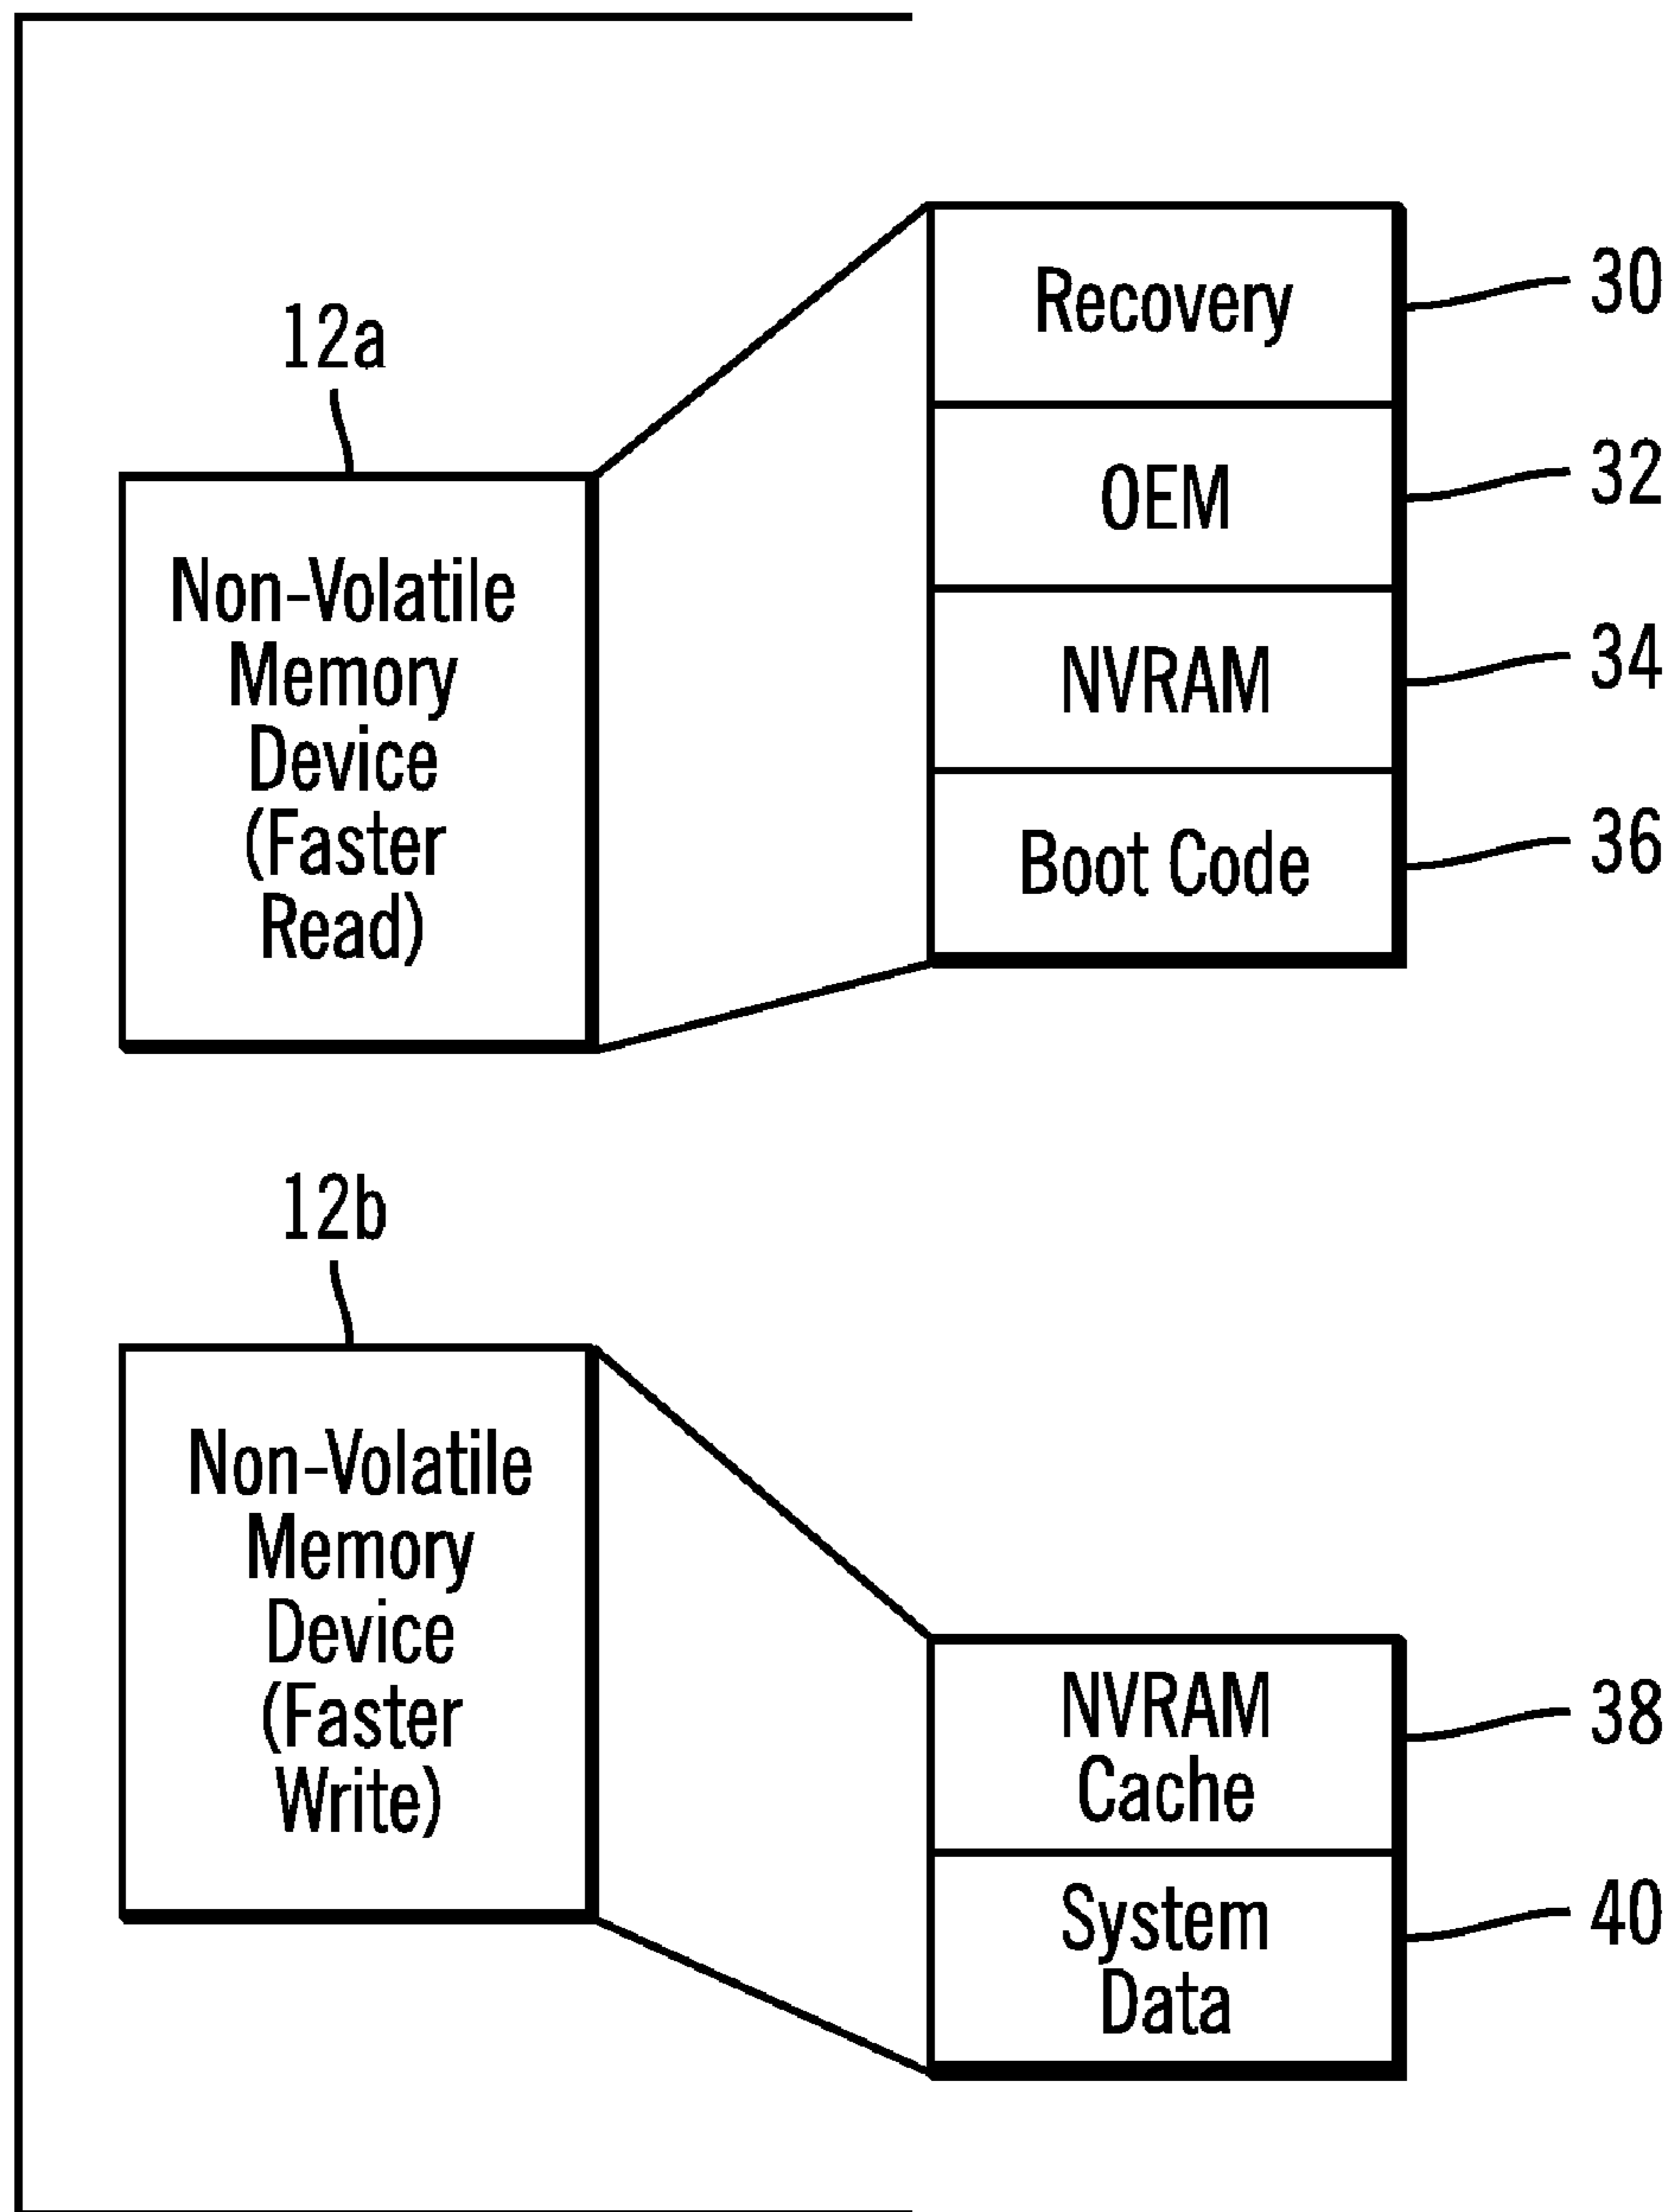 12a
Non-Volatile
Memory
Device
(Faster
Read)
Recovery
30
OEM
32
NVRAM
34
Boot Code
36
12b
Non-Volatile
Memory
Device
(Faster
Write)
NVRAM
Cache
38
System
Data
40